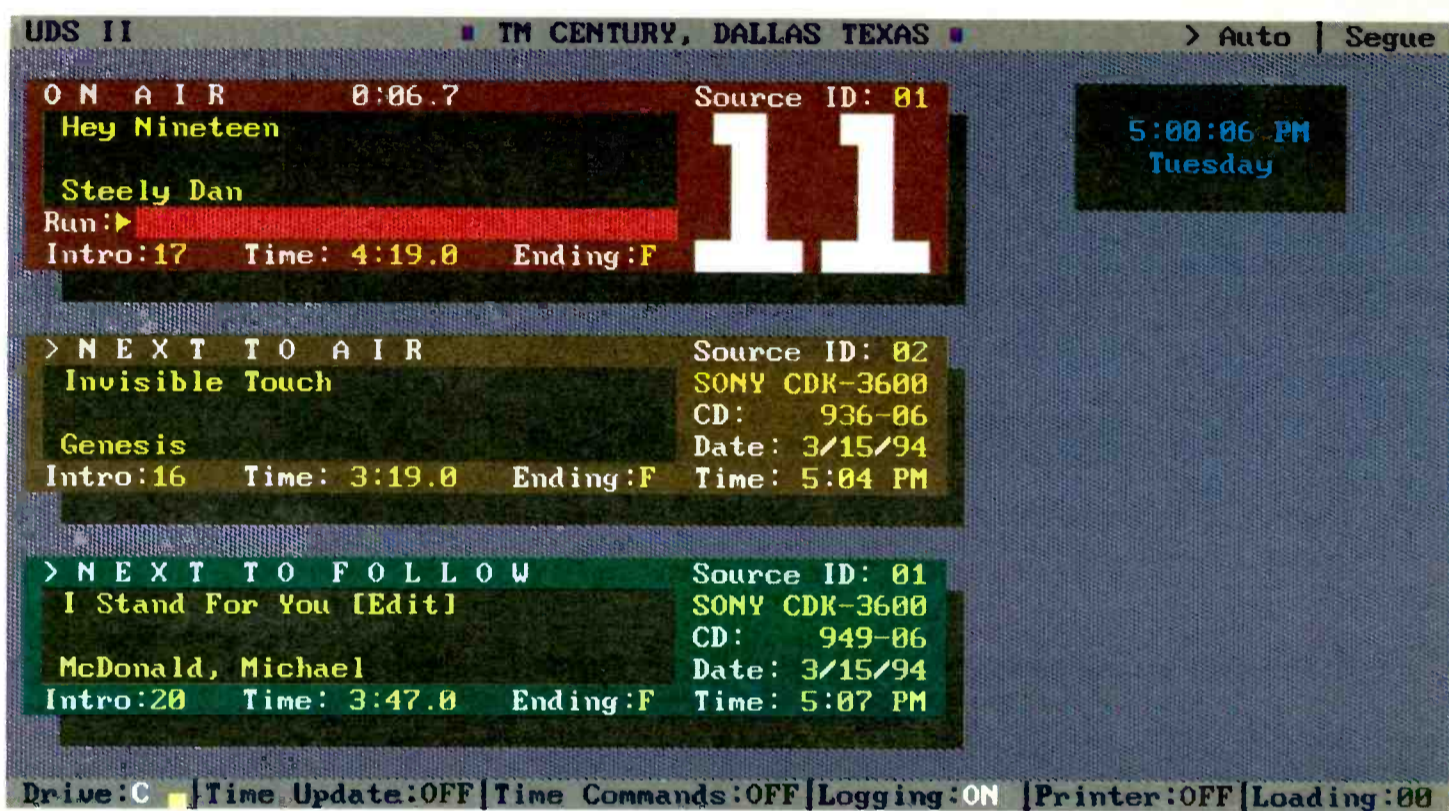 UDS II ▪ TM CENTURY, DALLAS TEXAS ▪ > Auto | Segue
O N A I R 0:06.7 Source ID: 01
Hey Nineteen
11
Steely Dan
Run:►
Intro:17 Time: 4:19.0 Ending:F
5:00:06 PM
Tuesday
> N E X T T O A I R Source ID: 02
Invisible Touch SONY CDK-3600
CD: 936-06
Genesis Date: 3/15/94
Intro:16 Time: 3:19.0 Ending:F Time: 5:04 PM
> N E X T T O F O L L O W Source ID: 01
I Stand For You [Edit] SONY CDK-3600
CD: 949-06
McDonald, Michael Date: 3/15/94
Intro:20 Time: 3:47.0 Ending:F Time: 5:07 PM
Drive:C |Time Update:OFF|Time Commands:OFF|Logging:ON |Printer:OFF|Loading:00